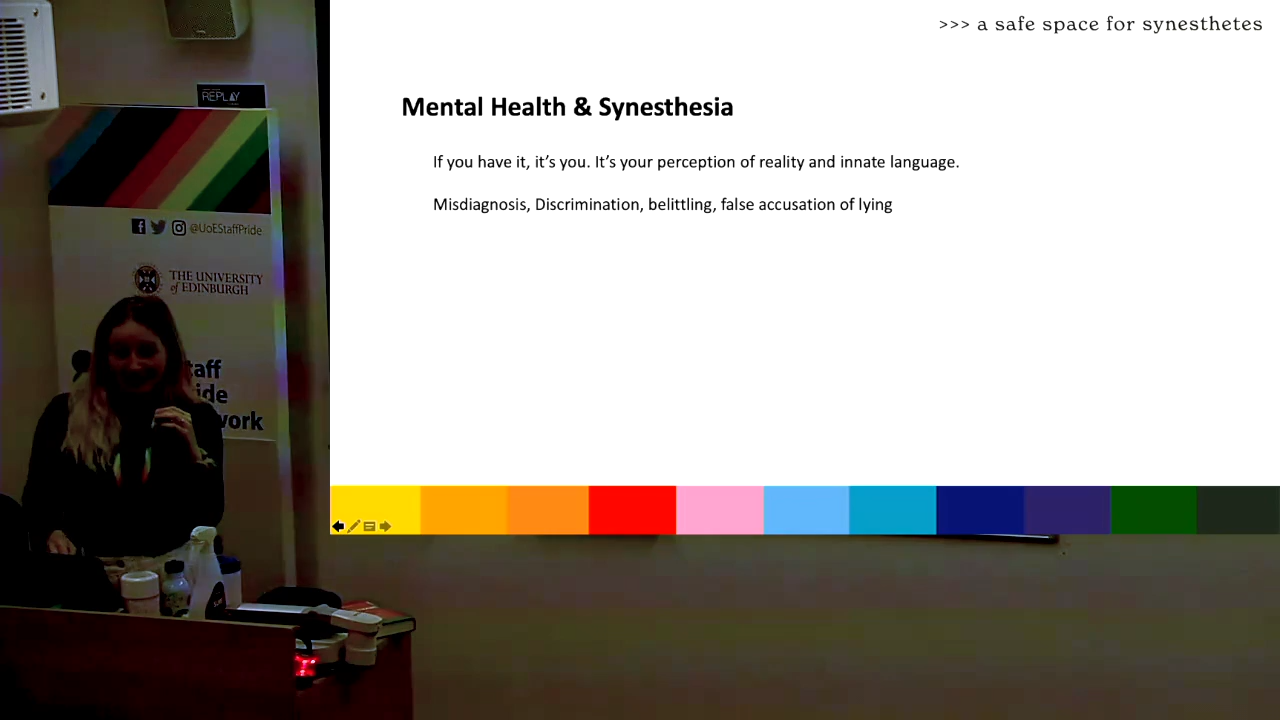 >>> a safe space for synesthetes
Mental Health & Synesthesia
If you have it, it's you. It's your perception of reality and innate language.
Misdiagnosis, Discrimination, belittling, false accusation of lying
REPLAY
@UoEStaffPride
THE UNIVERSITY
of EDINBURGH
taff
ide
work